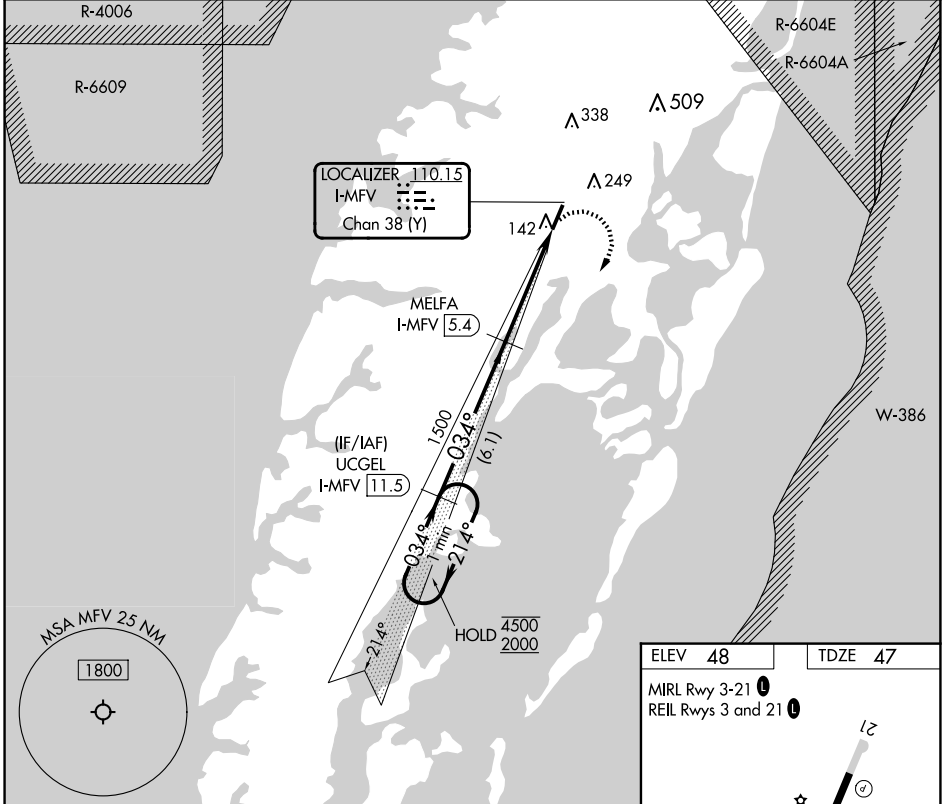 R-4006
R-6609
R-6604E
R-6604A
338
509
249
142
LOCALIZER 110.15
I-MFV
Chan 38 (Y)
MELFA
I-MFV 5.4
1500
034°
(6.1)
(IF/IAF)
UCGEL
I-MFV 11.5
034°
1 min
214°
W-386
HOLD 4500
2000
214°
MSA MFV 25 NM
1800
ELEV 48
TDZE 47
MIRL Rwy 3-21 L
REIL Rwys 3 and 21 L
21
P